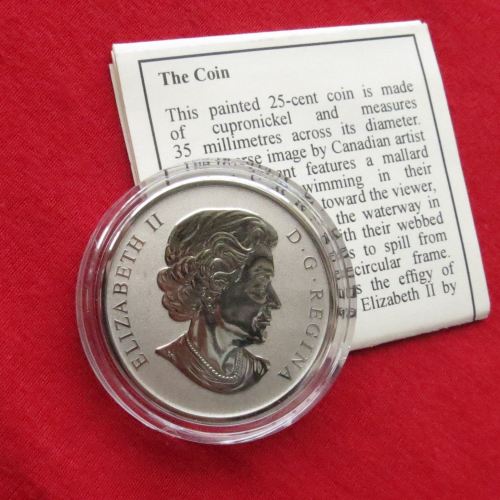 The Coin
This painted 25-cent coin is made
of cupronickel and measures
35 millimetres across its diameter.
image by Canadian artist
features a mallard
swimming in their
toward the viewer,
the waterway in
their webbed
to spill from
circular frame.
the effigy of
Elizabeth II by
ELIZABETH II
D·G·REGINA